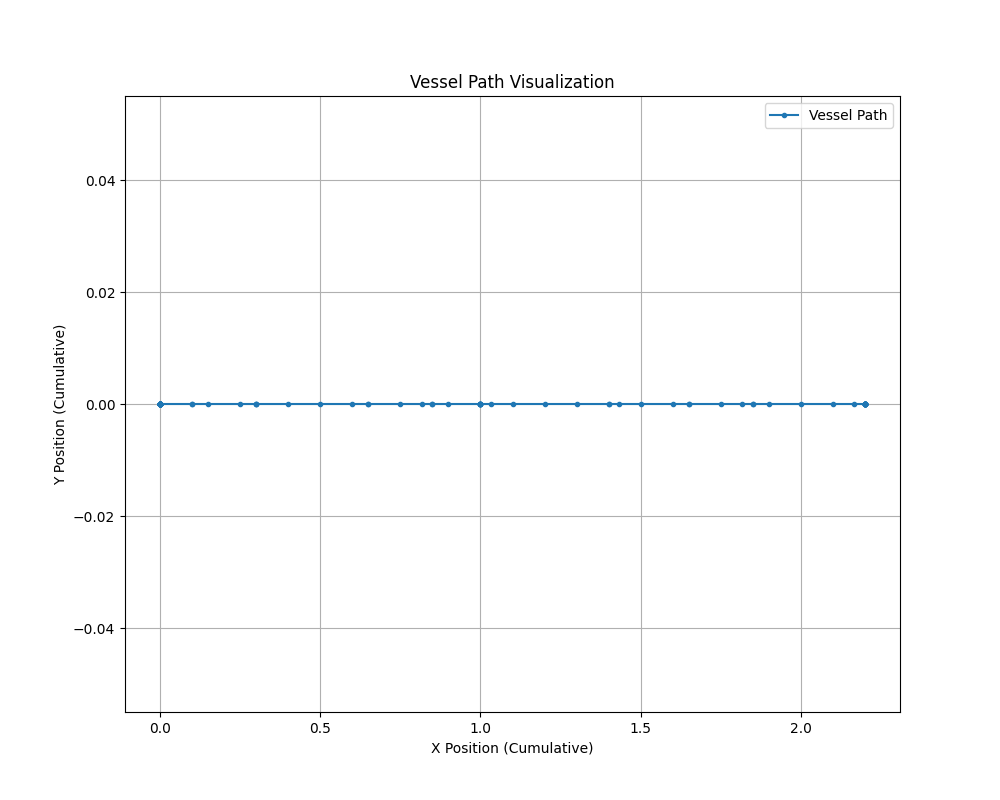 Vessel Path Visualization
Vessel Path
Y Position (Cumulative)
0.04
0.02
0.00
−0.02
−0.04
0.0 0.5 1.0 1.5 2.0
X Position (Cumulative)